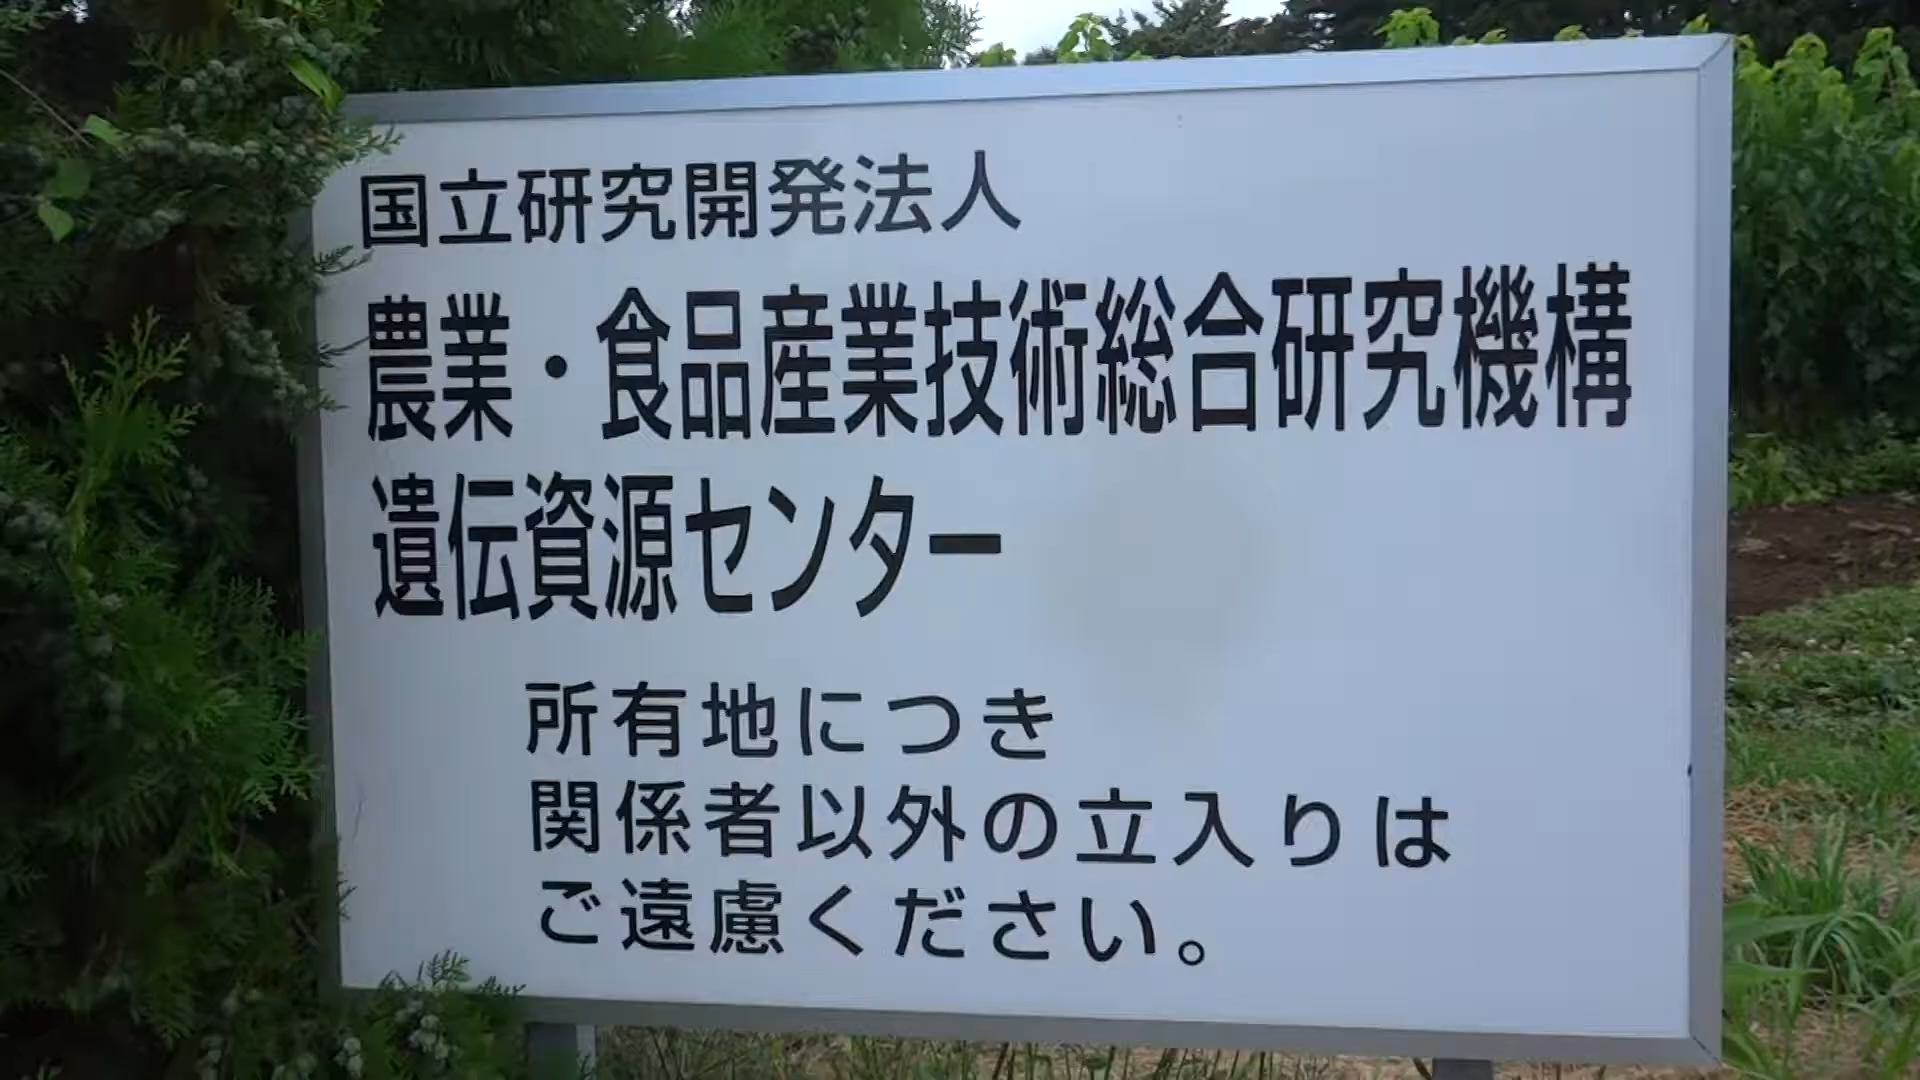 国立研究開発法人
農業・食品産業技術総合研究機構
遺伝資源センター
所有地につき
関係者以外の立入りは
ご遠慮ください。